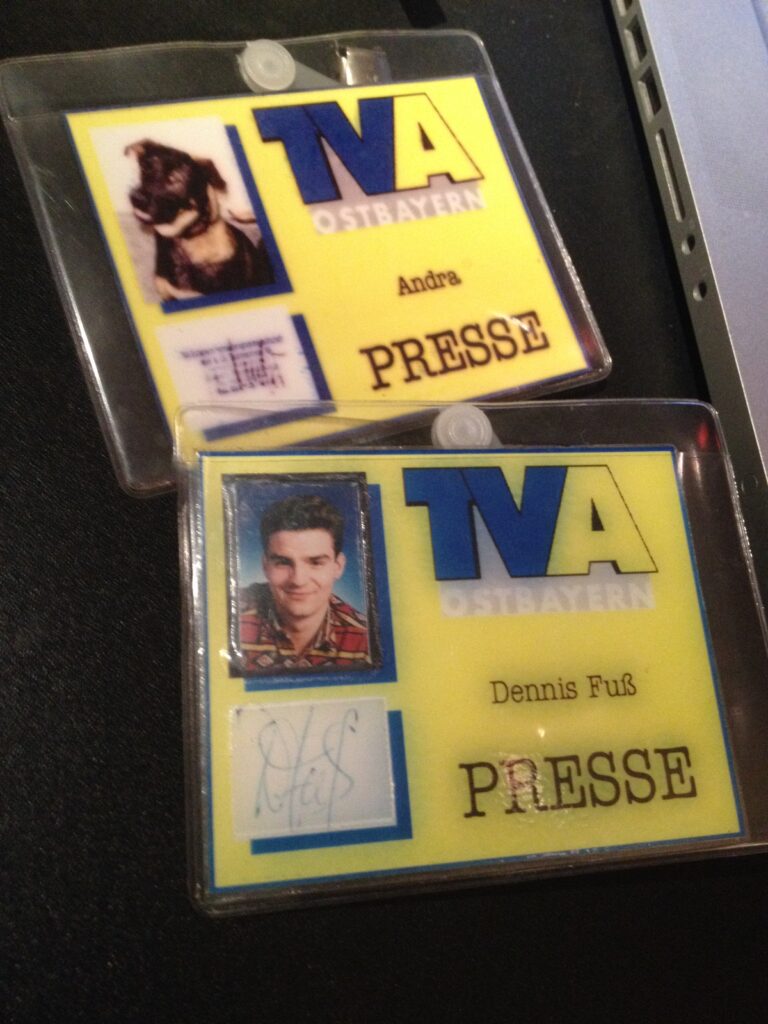 TVA
OSTBAYERN
Andra
PRESSE
TVA
OSTBAYERN
Dennis Fuß
PRESSE